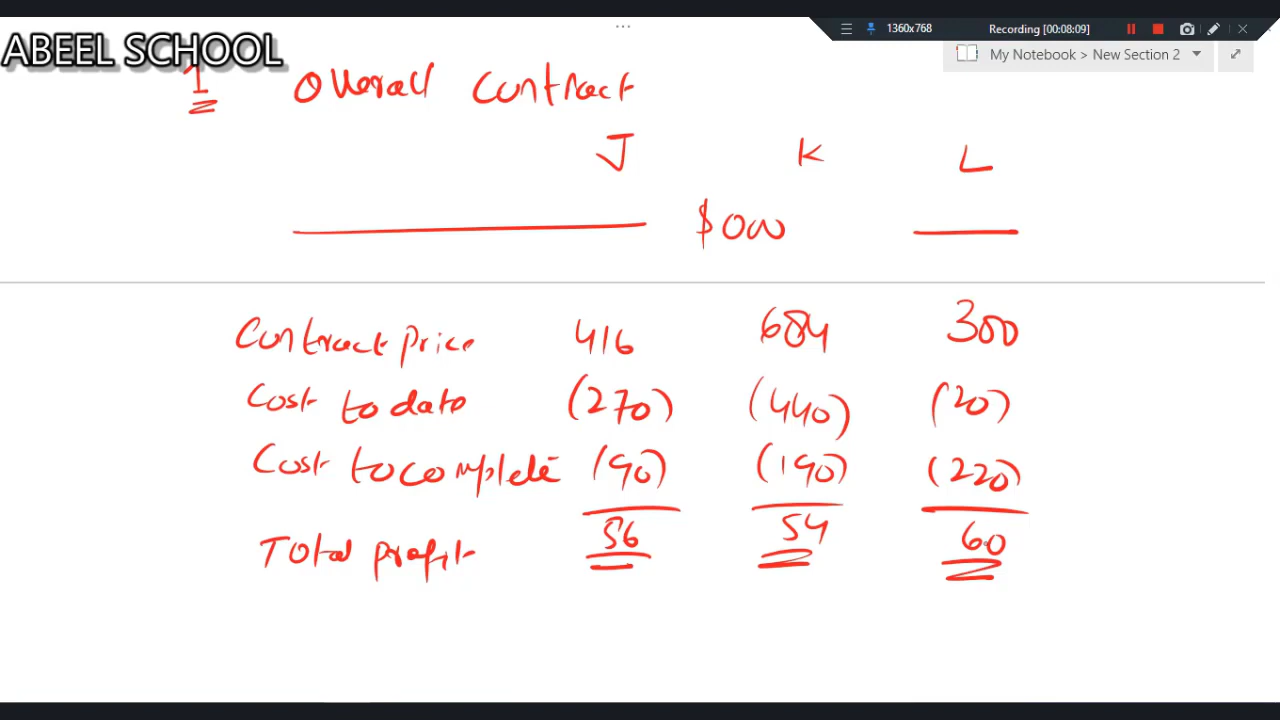 ABEEL SCHOOL
1360x768 Recording [00:08:09]
My Notebook > New Section 2
1 Overall contract
J K L
$000
Contract price 416 684 300
Cost to date (270) (440) (20)
Cost to complete (90) (190) (220)
Total profit 56 54 60